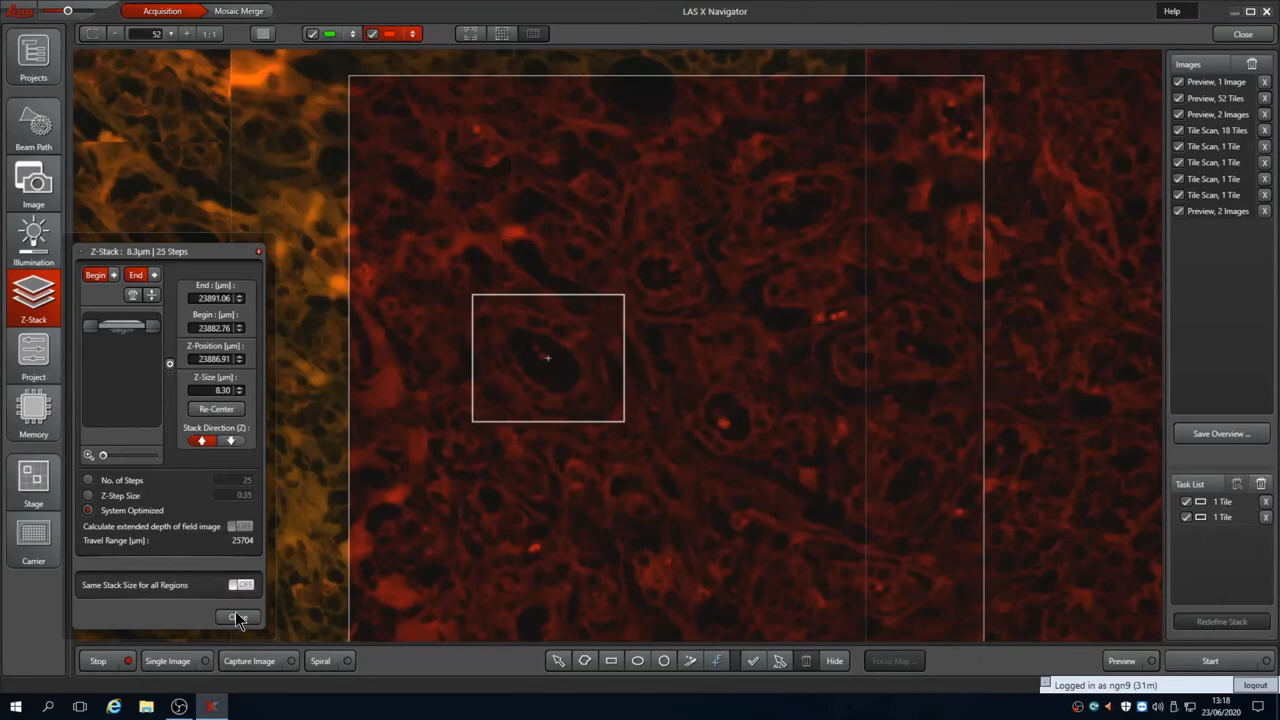 Leica
Acquisition
Mosaic Merge
LAS X Navigator
Help
52
1:1
Close
Projects
Beam Path
Image
Illumination
Z-Stack
Project
Memory
Stage
Carrier
Z-Stack : 8.3µm | 25 Steps
Begin
End
End : [µm]
23891.06
Begin : [µm]
23882.76
Z-Position [µm]
23886.91
Z-Size [µm] :
8.30
Re-Center
Stack Direction (Z) :
-Begin-
No. of Steps
25
Z-Step Size
0.35
System Optimized
Calculate extended depth of field image
OFF
Travel Range [µm] :
25704
Same Stack Size for all Regions
OFF
Images
Preview, 1 Image X
Preview, 52 Tiles X
Preview, 2 Images X
Tile Scan, 18 Tiles X
Tile Scan, 1 Tile X
Tile Scan, 1 Tile X
Tile Scan, 1 Tile X
Tile Scan, 1 Tile X
Preview, 2 Images X
Save Overview ...
Task List
1 Tile X
1 Tile X
Redefine Stack
Stop
Single Image
Capture Image
Spiral
Hide
Focus Map ...
Preview
Start
Logged in as ngn9 (31m)
logout
13:18
23/06/2020